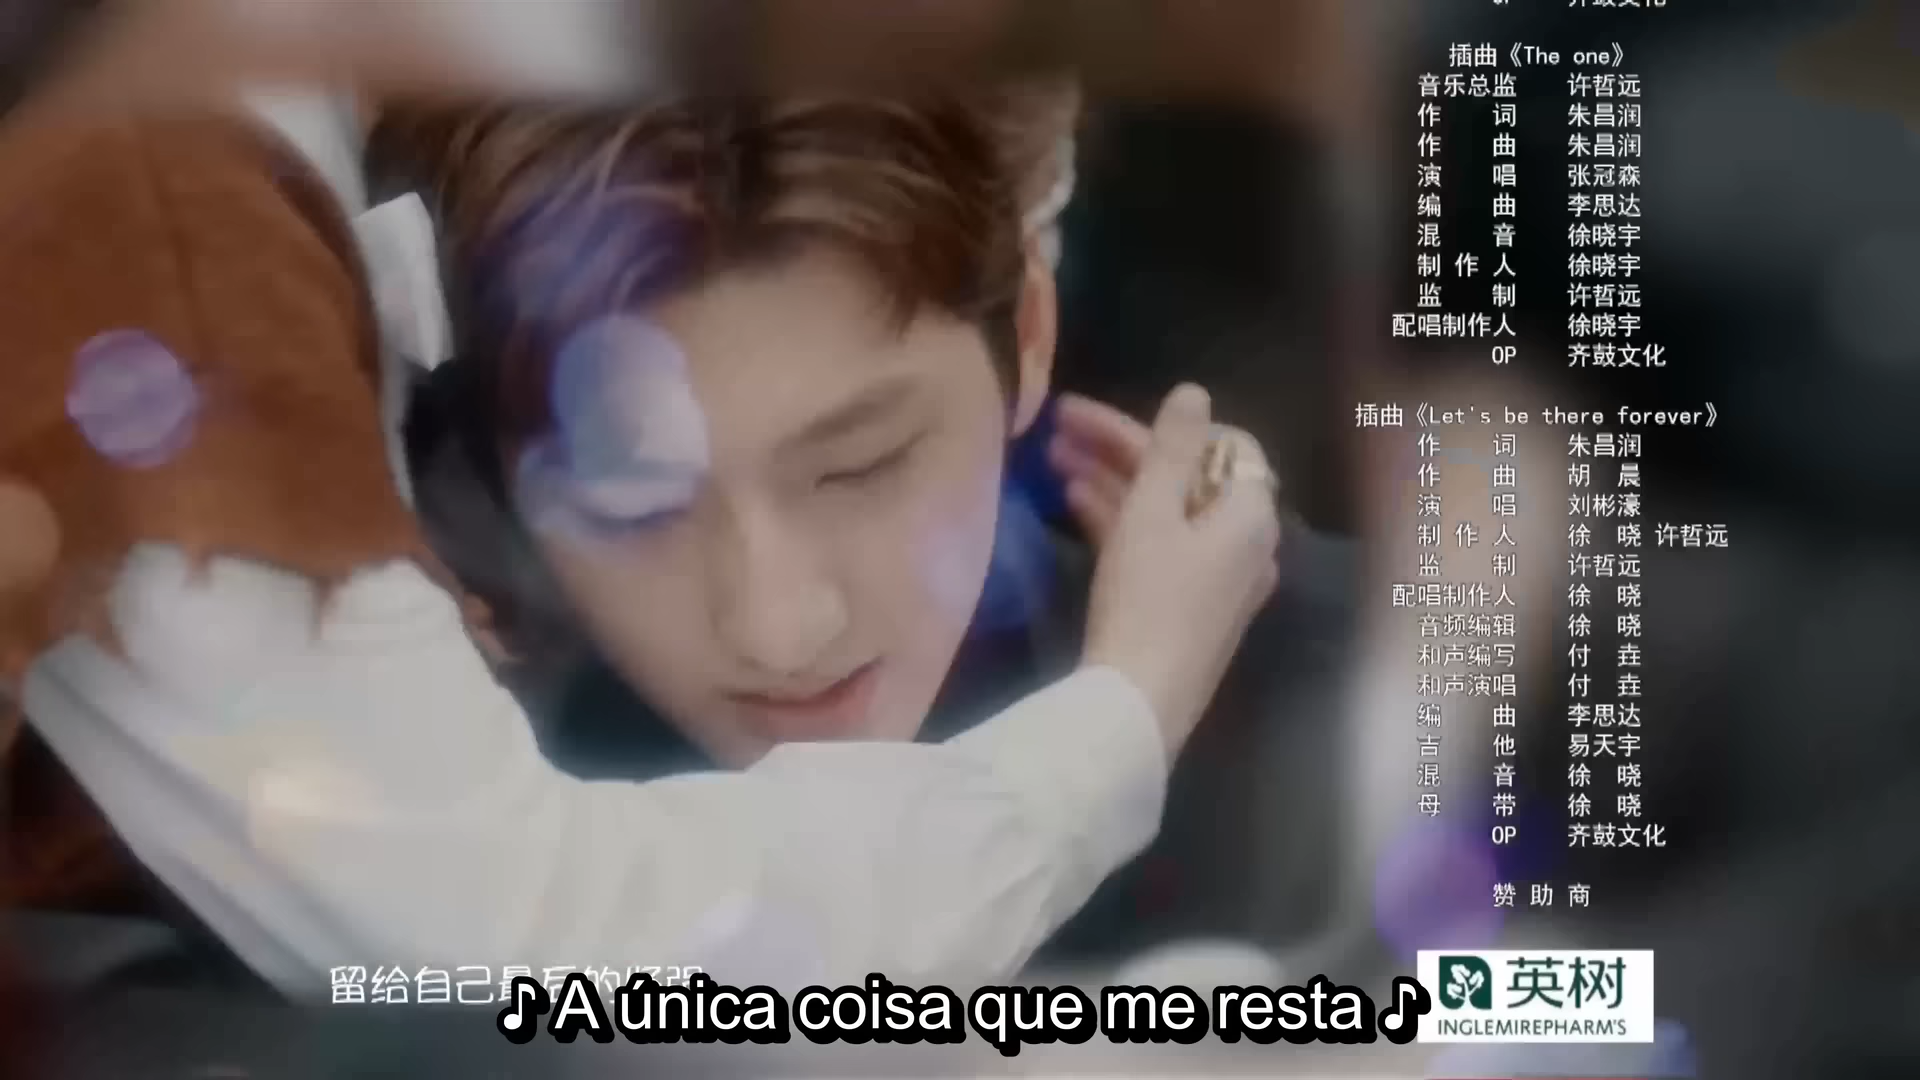 插曲《The one》
音乐总监 许哲远
作 词 朱昌润
作 曲 朱昌润
演 唱 张冠森
编 曲 李思达
混 音 徐晓宇
制 作 人 徐晓宇
监 制 许哲远
配唱制作人 徐晓宇
OP 齐鼓文化
插曲《Let's be there forever》
作 词 朱昌润
作 曲 胡 晨
演 唱 刘彬濠
制 作 人 徐 晓 许哲远
监 制 许哲远
配唱制作人 徐 晓
音频编辑 徐 晓
和声编写 付 垚
和声演唱 付 垚
编 曲 李思达
吉 他 易天宇
混 音 徐 晓
母 带 徐 晓
OP 齐鼓文化
赞 助 商
英树
INGLEMIREPHARM'S
留给自己最后的
♪ A única coisa que me resta ♪